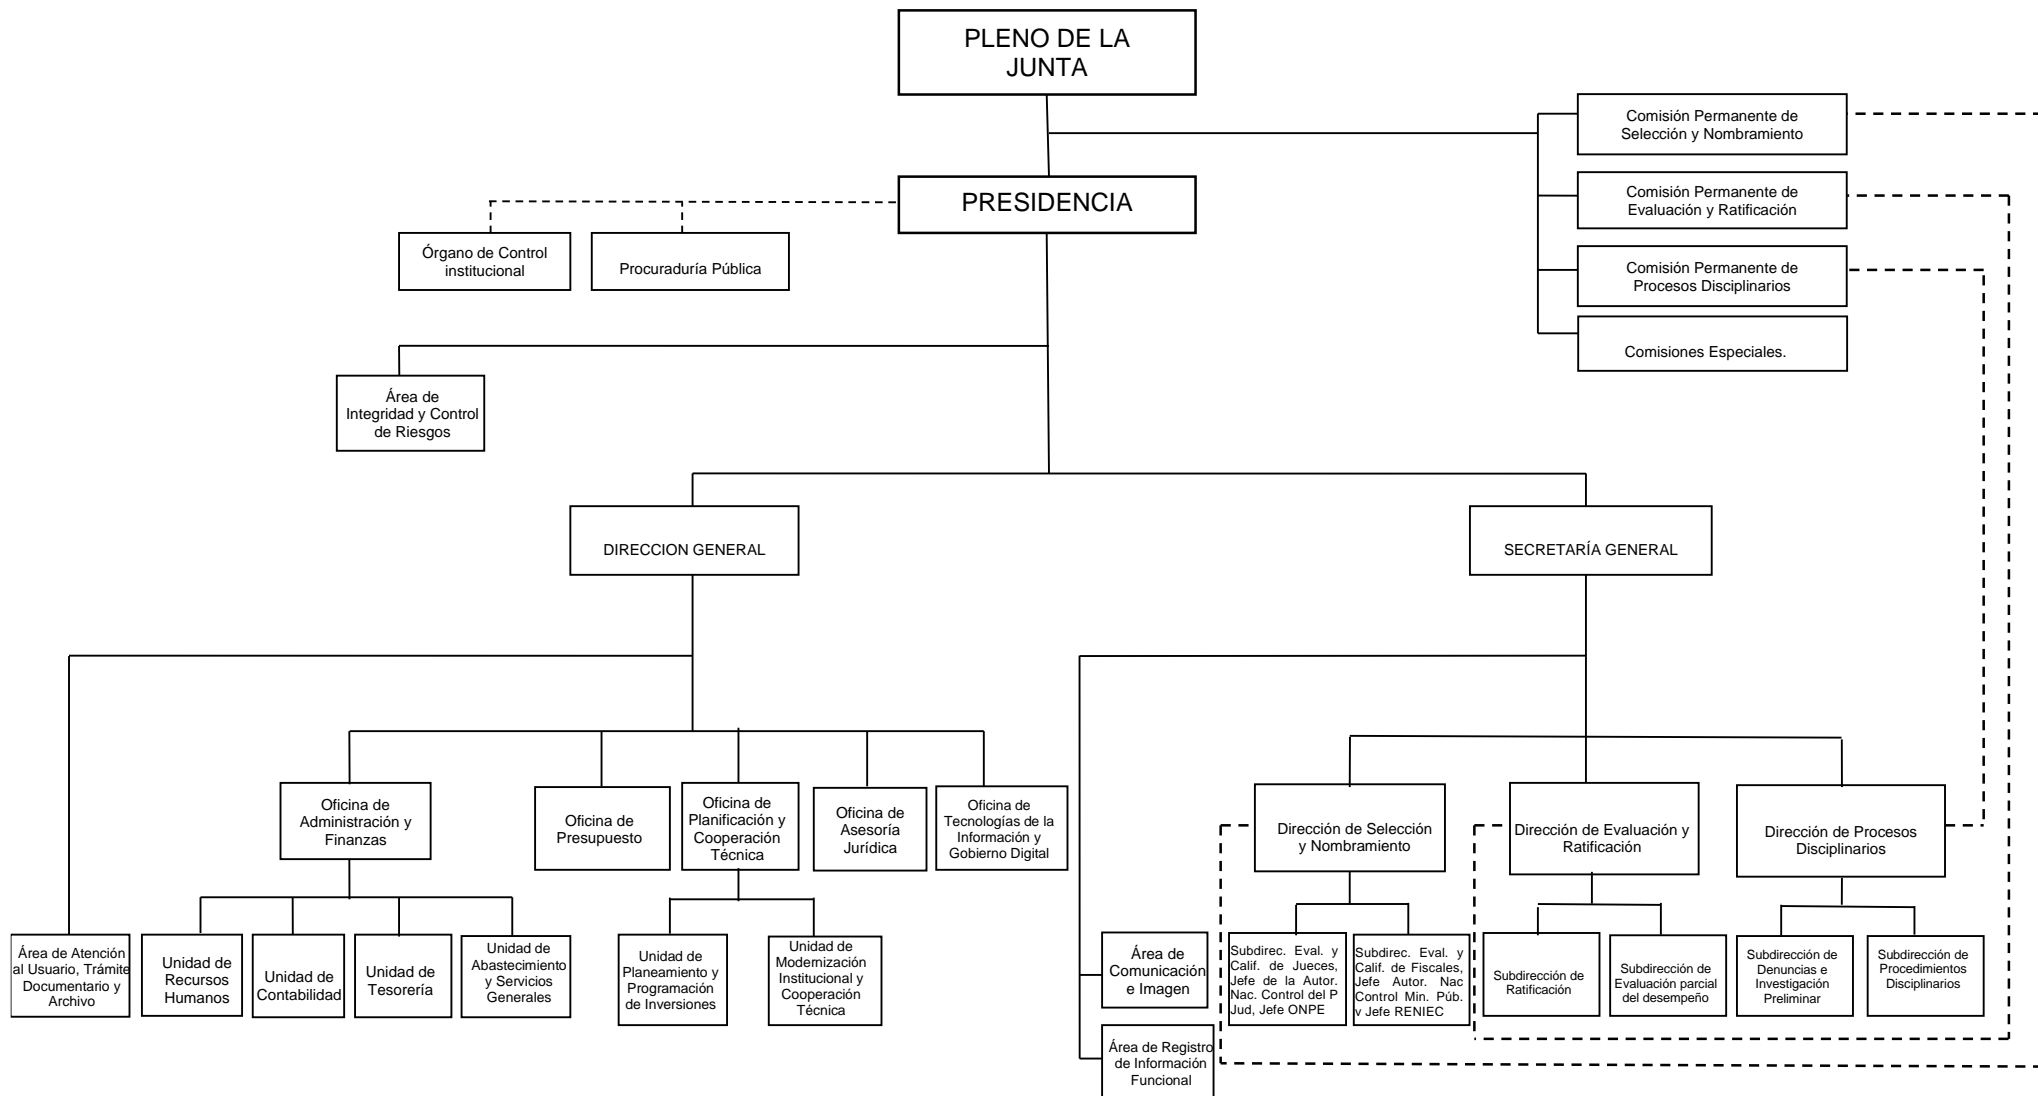 PLENO DE LA
JUNTA
Comisión Permanente de
Selección y Nombramiento
PRESIDENCIA
Comisión Permanente de
Evaluación y Ratificación
Órgano de Control
institucional
Procuraduría Pública
Comisión Permanente de
Procesos Disciplinarios
Comisiones Especiales.
Área de
Integridad y Control
de Riesgos
DIRECCION GENERAL
SECRETARÍA GENERAL
Oficina de
Administración y
Finanzas
Oficina de
Presupuesto
Oficina de
Planificación y
Cooperación
Técnica
Oficina de
Asesoría
Jurídica
Oficina de
Tecnologías de la
Información y
Gobierno Digital
Dirección de Selección
y Nombramiento
Dirección de Evaluación y
Ratificación
Dirección de Procesos
Disciplinarios
Área de Atención
al Usuario, Trámite
Documentario y
Archivo
Unidad de
Recursos
Humanos
Unidad de
Contabilidad
Unidad de
Tesorería
Unidad de
Abastecimiento
y Servicios
Generales
Unidad de
Planeamiento y
Programación
de Inversiones
Unidad de
Modernización
Institucional y
Cooperación
Técnica
Área de
Comunicación
e Imagen
Subdirec. Eval. y
Calif. de Jueces,
Jefe de la Autor.
Nac. Control del P
Jud, Jefe ONPE
Subdirec. Eval. y
Calif. de Fiscales,
Jefe Autor. Nac
Control Min. Púb.
y Jefe RENIEC
Subdirección de
Ratificación
Subdirección de
Evaluación parcial
del desempeño
Subdirección de
Denuncias e
Investigación
Preliminar
Subdirección de
Procedimientos
Disciplinarios
Área de Registro
de Información
Funcional